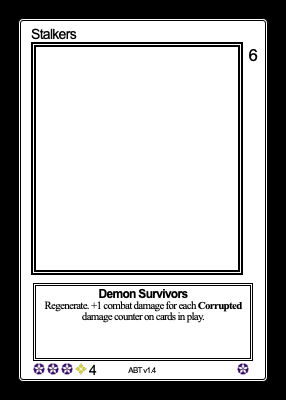 Stalkers
6
Demon Survivors
Regenerate. +1 combat damage for each Corrupted
damage counter on cards in play.
4
ABT v1.4